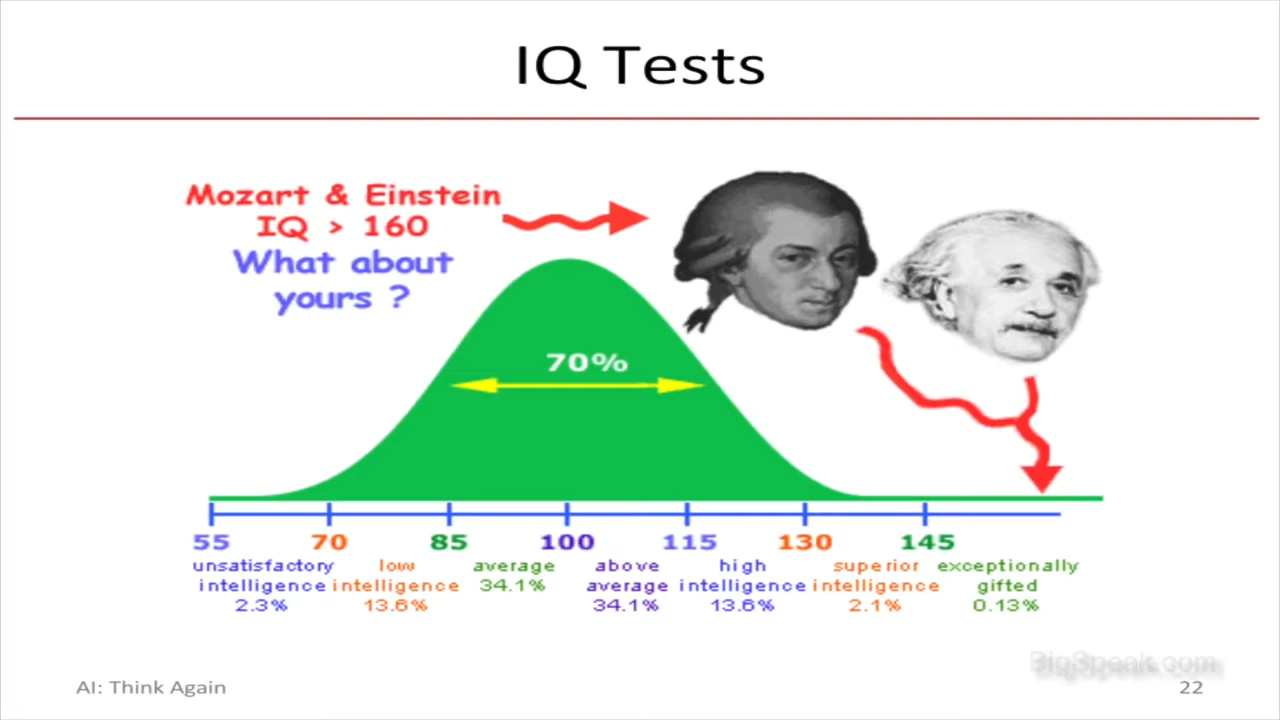 IQ Tests
Mozart & Einstein
IQ > 160
What about
yours ?
70%
55 70 85 100 115 130 145
unsatisfactory low average above high superior exceptionally
intelligence intelligence 34.1% average intelligence intelligence gifted
2.3% 13.6% 34.1% 13.6% 2.1% 0.13%
BigSpeak.com
AI: Think Again 22